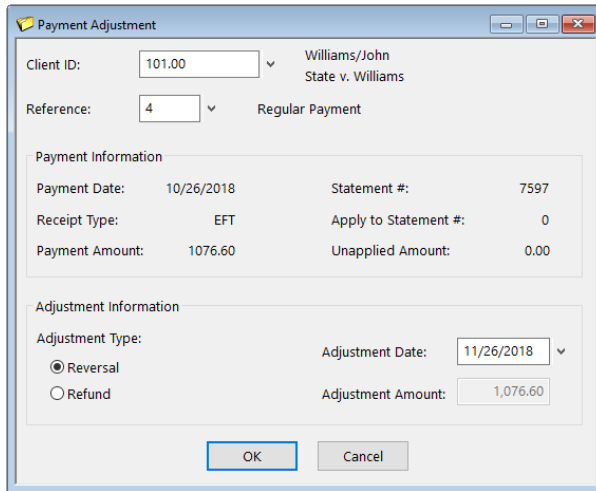 Payment Adjustment
Client ID: 101.00 Williams/John
State v. Williams
Reference: 4 Regular Payment
Payment Information
Payment Date: 10/26/2018 Statement #: 7597
Receipt Type: EFT Apply to Statement #: 0
Payment Amount: 1076.60 Unapplied Amount: 0.00
Adjustment Information
Adjustment Type:
Reversal
Refund
Adjustment Date: 11/26/2018
Adjustment Amount: 1,076.60
OK Cancel